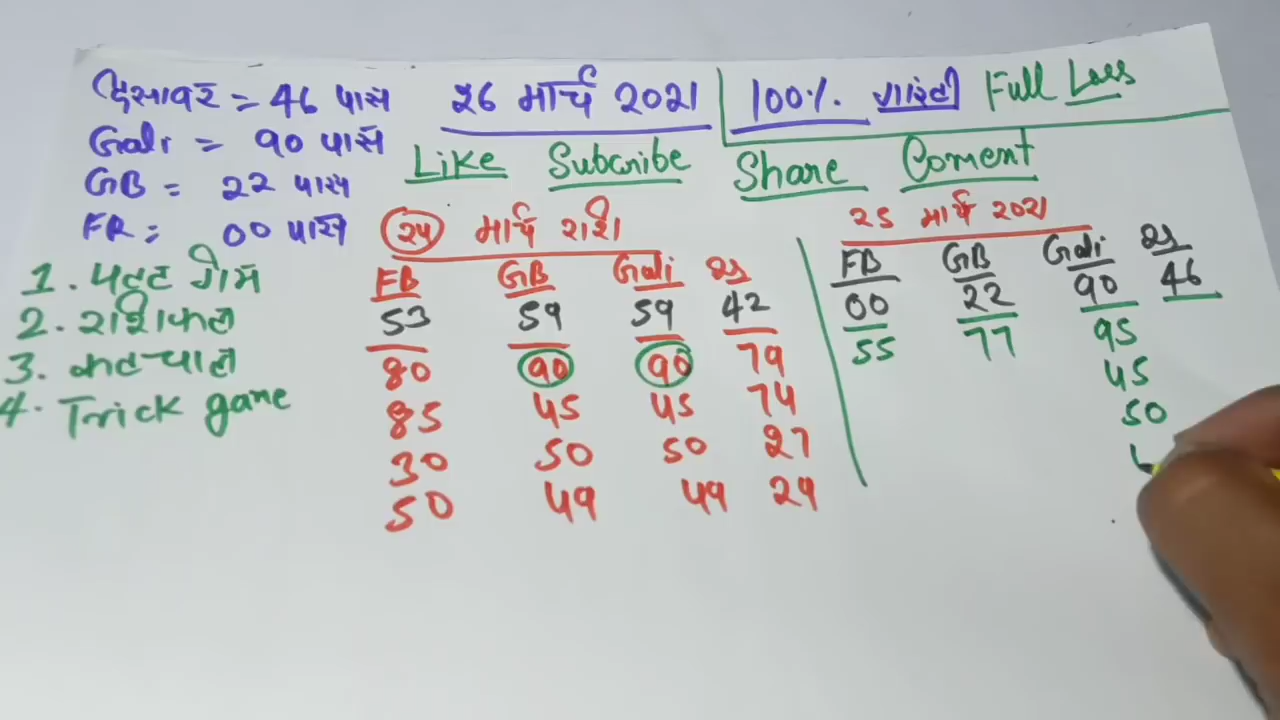 दिसावर = 46 पास
Gali = 90 पास
GB = 22 पास
FR = 00 पास
1. पलट गेम
2. राशिफल
3. कटचाल
4. Trick game
26 मार्च 2021
100% गारंटी Full Loss
Like Subcribe Share Coment
24 मार्च राशि
FB GB Gali DS
53 59 59 42
80 90 90 79
85 45 45 74
30 50 50 27
50 49 49 29
25 मार्च 2021
FB GB Gali DS
00 22 90 46
55 77 95
45
50